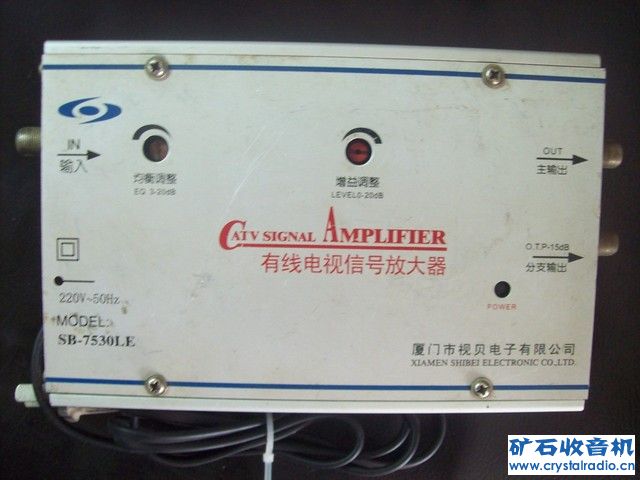 IN
输入
均衡调整
EQ 3-20dB
增益调整
LEVEL0-20dB
OUT
主输出
CATV SIGNAL AMPLIFIER
有线电视信号放大器
O.T.P-15dB
分支输出
220V~50Hz
POWER
MODEL:
SB-7530LE
厦门市视贝电子有限公司
XIAMEN SHIBEI ELECTRONIC CO.,LTD.
矿石收音机
www.crystalradio.cn